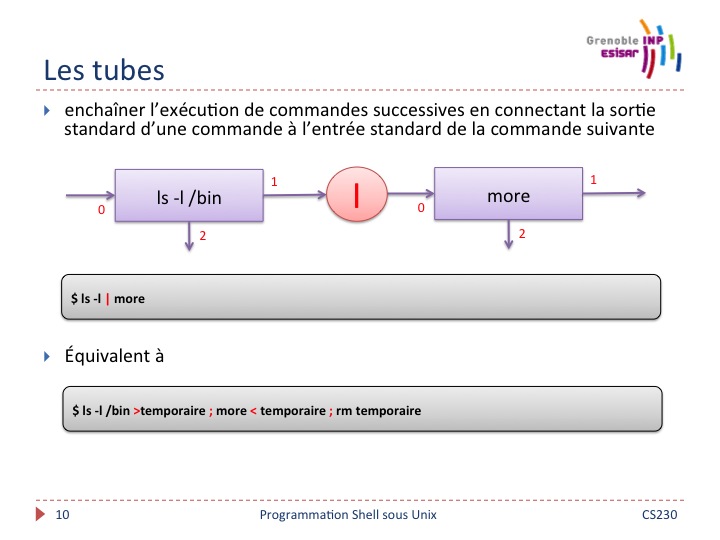 Grenoble INP
esisar
Les tubes
enchaîner l'exécution de commandes successives en connectant la sortie
standard d'une commande à l'entrée standard de la commande suivante
0
ls -l /bin
1
2
|
0
more
1
2
$ ls -l | more
Équivalent à
$ ls -l /bin >temporaire ; more < temporaire ; rm temporaire
10
Programmation Shell sous Unix
CS230